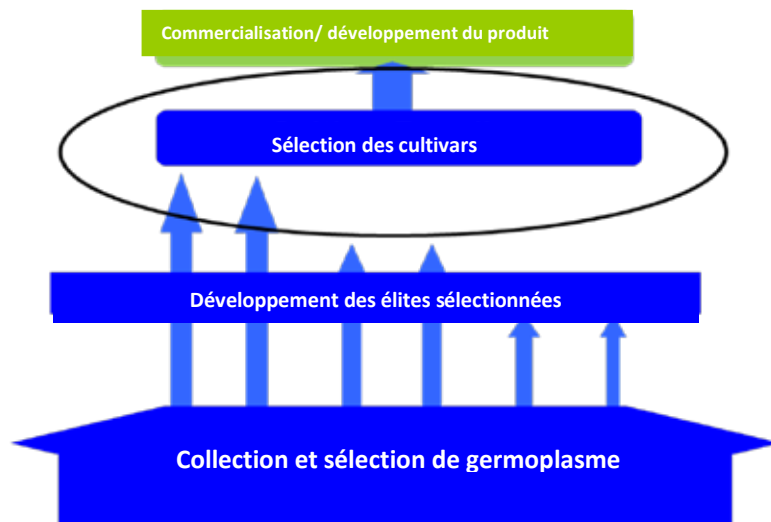 Commercialisation/ développement du produit
Sélection des cultivars
Développement des élites sélectionnées
Collection et sélection de germoplasme